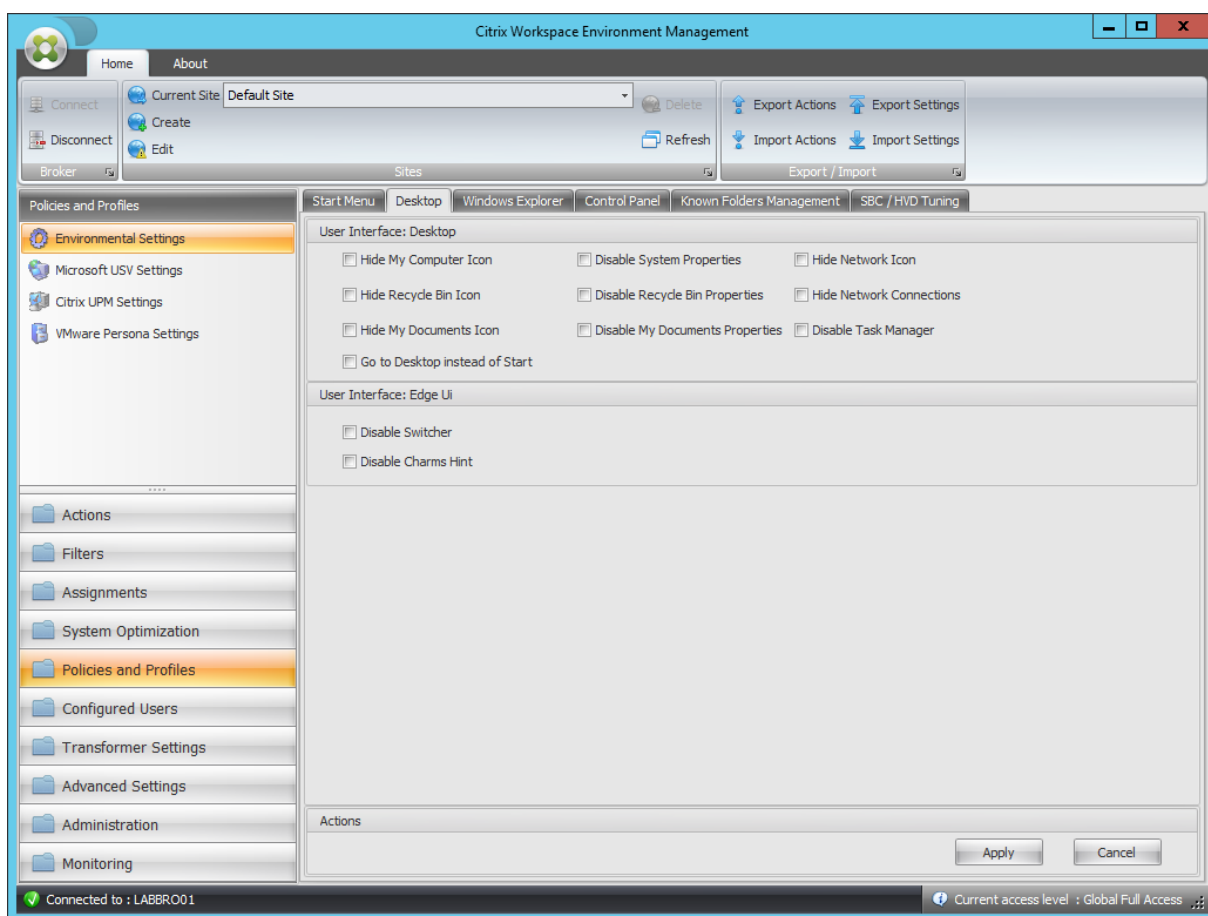 Citrix Workspace Environment Management
Home About
Connect
Disconnect
Broker
Current Site Default Site
Create
Edit
Delete
Refresh
Sites
Export Actions Export Settings
Import Actions Import Settings
Export / Import
Policies and Profiles
Environmental Settings
Microsoft USV Settings
Citrix UPM Settings
VMware Persona Settings
Actions
Filters
Assignments
System Optimization
Policies and Profiles
Configured Users
Transformer Settings
Advanced Settings
Administration
Monitoring
Start Menu Desktop Windows Explorer Control Panel Known Folders Management SBC / HVD Tuning
User Interface: Desktop
Hide My Computer Icon Disable System Properties Hide Network Icon
Hide Recycle Bin Icon Disable Recycle Bin Properties Hide Network Connections
Hide My Documents Icon Disable My Documents Properties Disable Task Manager
Go to Desktop instead of Start
User Interface: Edge Ui
Disable Switcher
Disable Charms Hint
Actions
Apply Cancel
Connected to : LABBRO01
Current access level : Global Full Access